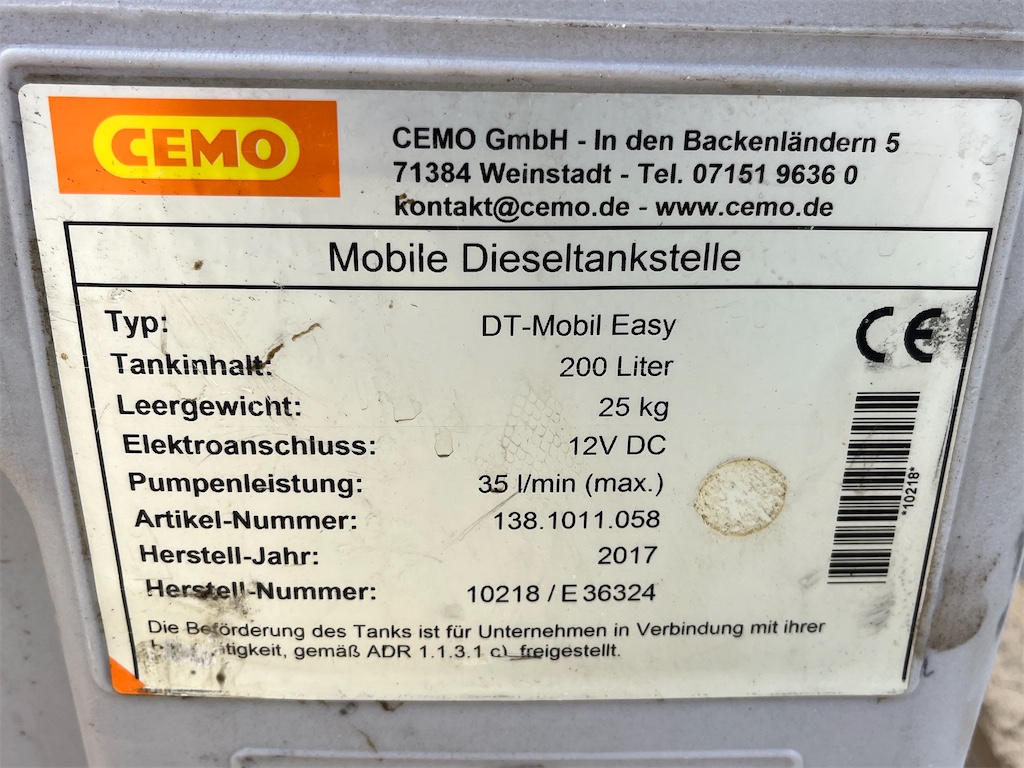 CEMO
CEMO GmbH - In den Backenländern 5
71384 Weinstadt - Tel. 07151 9636 0
kontakt@cemo.de - www.cemo.de
Mobile Dieseltankstelle
Typ: DT-Mobil Easy
Tankinhalt: 200 Liter
Leergewicht: 25 kg
Elektroanschluss: 12V DC
Pumpenleistung: 35 l/min (max.)
Artikel-Nummer: 138.1011.058
Herstell-Jahr: 2017
Herstell-Nummer: 10218 / E 36324
CE
*10218*
Die Beförderung des Tanks ist für Unternehmen in Verbindung mit ihrer
gemäß ADR 1.1.3.1 c) freigestellt.